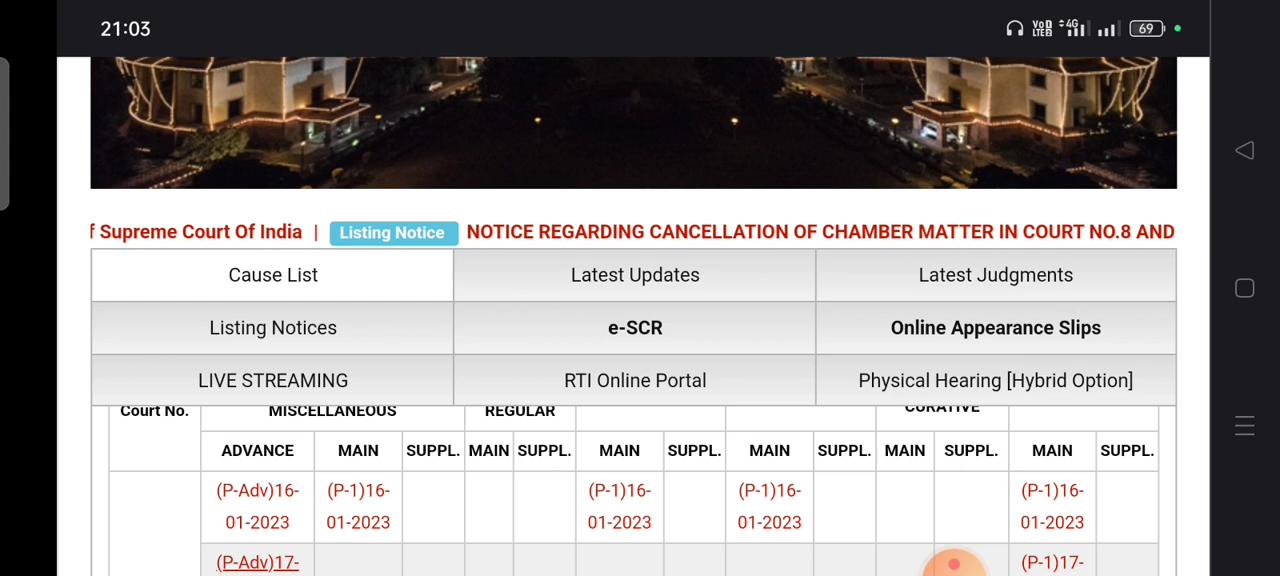 21:03
VoD LTE2 4G 69
f Supreme Court Of India | Listing Notice NOTICE REGARDING CANCELLATION OF CHAMBER MATTER IN COURT NO.8 AND
Cause List Latest Updates Latest Judgments
Listing Notices e-SCR Online Appearance Slips
LIVE STREAMING RTI Online Portal Physical Hearing [Hybrid Option]
Court No. MISCELLANEOUS REGULAR CURATIVE
ADVANCE MAIN SUPPL. MAIN SUPPL. MAIN SUPPL. MAIN SUPPL. MAIN SUPPL. MAIN SUPPL.
(P-Adv)16- (P-1)16- (P-1)16- (P-1)16- (P-1)16-
01-2023 01-2023 01-2023 01-2023 01-2023
(P-Adv)17- (P-1)17-